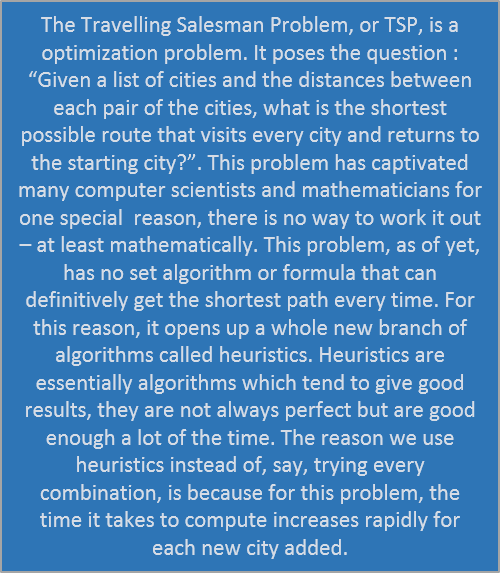 The Travelling Salesman Problem, or TSP, is a
optimization problem. It poses the question :
“Given a list of cities and the distances between
each pair of the cities, what is the shortest
possible route that visits every city and returns to
the starting city?”. This problem has captivated
many computer scientists and mathematicians for
one special  reason, there is no way to work it out
– at least mathematically. This problem, as of yet,
has no set algorithm or formula that can
definitively get the shortest path every time. For
this reason, it opens up a whole new branch of
algorithms called heuristics. Heuristics are
essentially algorithms which tend to give good
results, they are not always perfect but are good
enough a lot of the time. The reason we use
heuristics instead of, say, trying every
combination, is because for this problem, the
time it takes to compute increases rapidly for
each new city added.